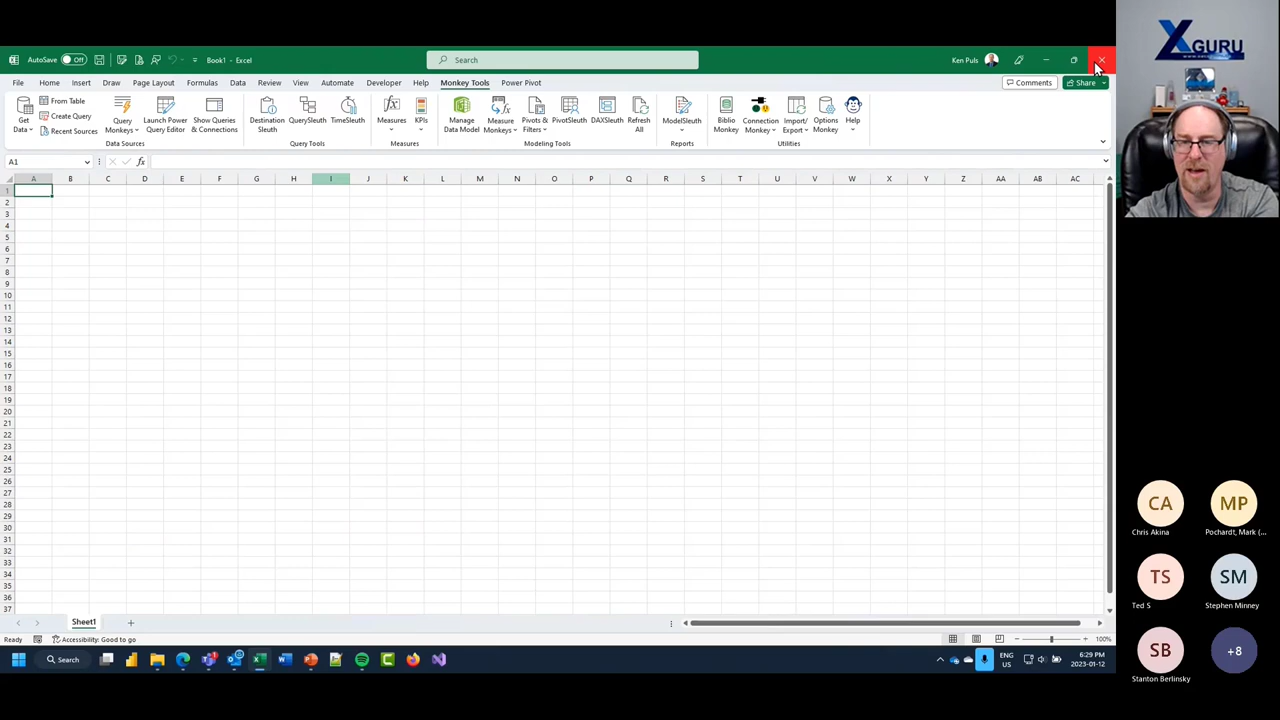 AutoSave Off Book1 - Excel Search Ken Puls
File Home Insert Draw Page Layout Formulas Data Review View Automate Developer Help Monkey Tools Power Pivot Comments Share
Get Data From Table Create Query Recent Sources Query Monkeys Launch Power Query Editor Show Queries & Connections Destination Sleuth QuerySleuth TimeSleuth Measures KPIs Manage Data Model Measure Monkeys Pivots & Filters PivotSleuth DAXSleuth Refresh All ModelSleuth Biblio Monkey Connection Monkey Import/ Export Options Monkey Help
Data Sources Query Tools Measures Modeling Tools Reports Utilities
A1 fx
A B C D E F G H I J K L M N O P Q R S T U V W X Y Z AA AB AC
1
2
3
4
5
6
7
8
9
10
11
12
13
14
15
16
17
18
19
20
21
22
23
24
25
26
27
28
29
30
31
32
33
34
35
36
37
Sheet1
Ready Accessibility: Good to go 100%
Search ENG US 6:29 PM 2023-01-12
XGURU
CA MP
Chris Akina Pochardt, Mark (...
TS SM
Ted S Stephen Minney
SB +8
Stanton Berlinsky